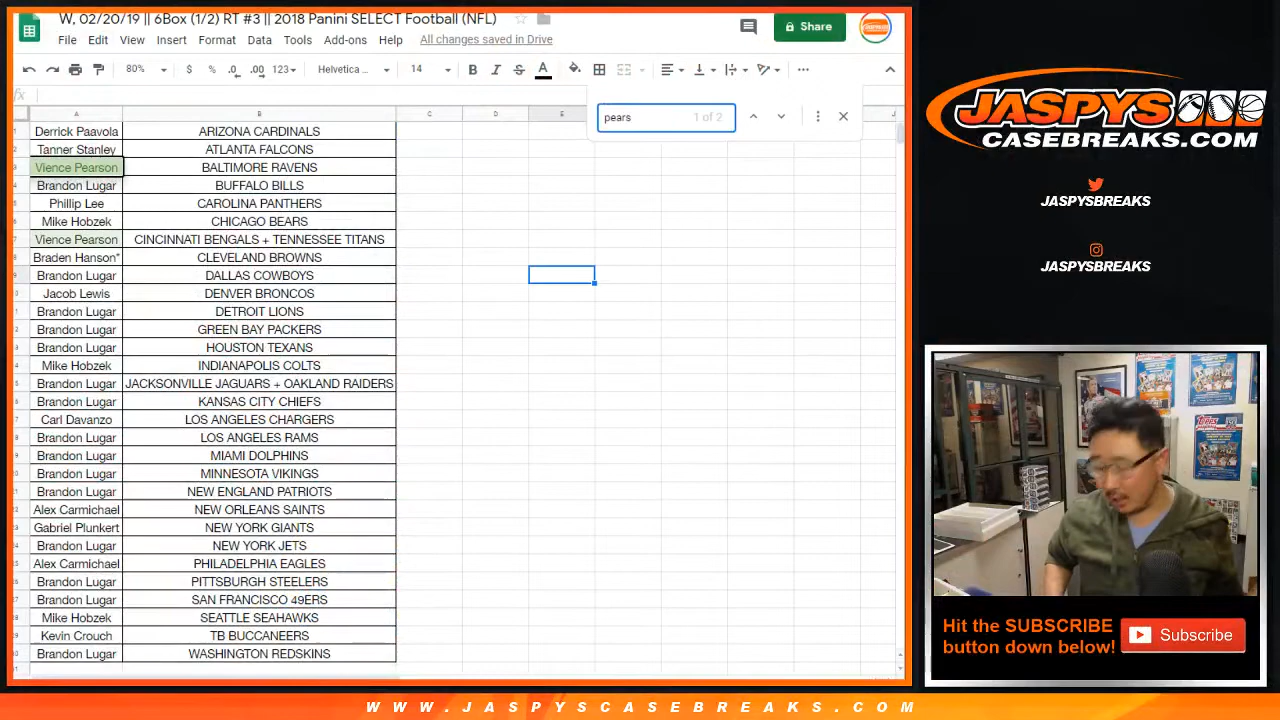 W, 02/20/19 || 6Box (1/2) RT #3 || 2018 Panini SELECT Football (NFL)
File Edit View Insert Format Data Tools Add-ons Help All changes saved in Drive
Share
80% $ % .0 .00 123 Helvetica ... 14 B I S A
fx
pears 1 of 2
A B C D E
Derrick Paavola ARIZONA CARDINALS
Tanner Stanley ATLANTA FALCONS
Vience Pearson BALTIMORE RAVENS
Brandon Lugar BUFFALO BILLS
Phillip Lee CAROLINA PANTHERS
Mike Hobzek CHICAGO BEARS
Vience Pearson CINCINNATI BENGALS + TENNESSEE TITANS
Braden Hanson* CLEVELAND BROWNS
Brandon Lugar DALLAS COWBOYS
Jacob Lewis DENVER BRONCOS
Brandon Lugar DETROIT LIONS
Brandon Lugar GREEN BAY PACKERS
Brandon Lugar HOUSTON TEXANS
Mike Hobzek INDIANAPOLIS COLTS
Brandon Lugar JACKSONVILLE JAGUARS + OAKLAND RAIDERS
Brandon Lugar KANSAS CITY CHIEFS
Carl Davanzo LOS ANGELES CHARGERS
Brandon Lugar LOS ANGELES RAMS
Brandon Lugar MIAMI DOLPHINS
Brandon Lugar MINNESOTA VIKINGS
Brandon Lugar NEW ENGLAND PATRIOTS
Alex Carmichael NEW ORLEANS SAINTS
Gabriel Plunkert NEW YORK GIANTS
Brandon Lugar NEW YORK JETS
Alex Carmichael PHILADELPHIA EAGLES
Brandon Lugar PITTSBURGH STEELERS
Brandon Lugar SAN FRANCISCO 49ERS
Mike Hobzek SEATTLE SEAHAWKS
Kevin Crouch TB BUCCANEERS
Brandon Lugar WASHINGTON REDSKINS
JASPYS
CASEBREAKS.COM
JASPYSBREAKS
JASPYSBREAKS
Hit the SUBSCRIBE
button down below!
Subscribe
WWW.JASPYSCASEBREAKS.COM